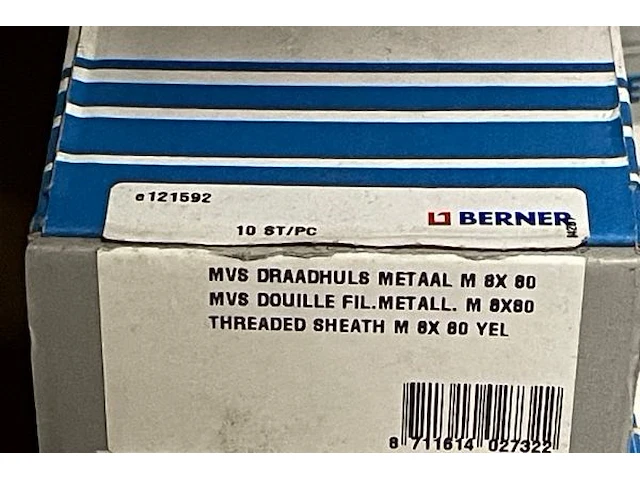 e121592
10 ST/PC
BERNER
MVS DRAADHULS METAAL M 8X 80
MVS DOUILLE FIL.METALL. M 8X80
THREADED SHEATH M 8X 80 YEL
8 711614 027322